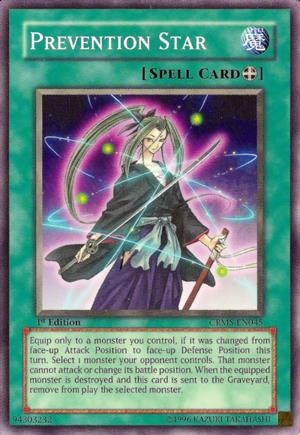 PREVENTION STAR
魔
[SPELL CARD]
1st Edition
CRMS-EN045
Equip only to a monster you control, if it was changed from
face-up Attack Position to face-up Defense Position this
turn. Select 1 monster your opponent controls. That monster
cannot attack or change its battle position. When the equipped
monster is destroyed and this card is sent to the Graveyard,
remove from play the selected monster.
94303232
©1996 KAZUKI TAKAHASHI